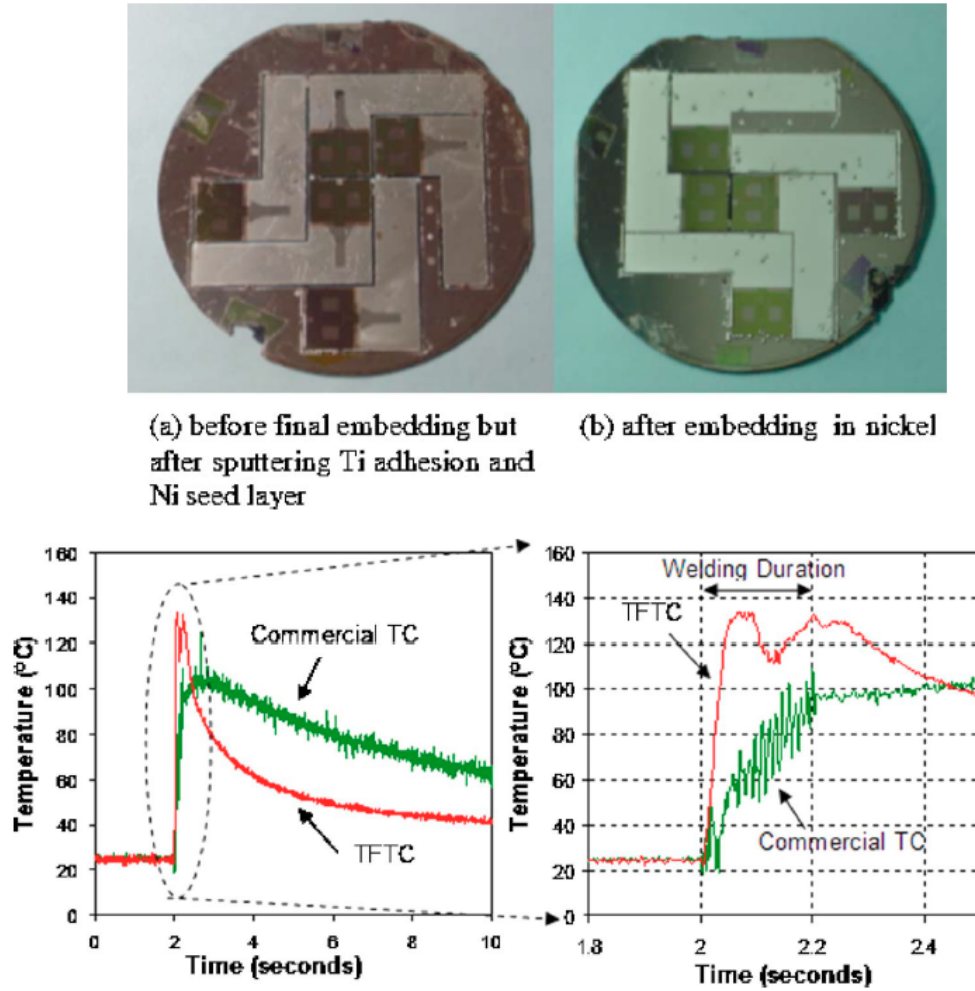 (a) before final embedding but
after sputtering Ti adhesion and
Ni seed layer
(b) after embedding in nickel
Temperature (°C)
160
140
120
100
80
60
40
20
0
0 2 4 6 8 10
Time (seconds)
Commercial TC
TFTC
Temperature (°C)
160
140
120
100
80
60
40
20
0
1.8 2 2.2 2.4
Time (seconds)
Welding Duration
TFTC
Commercial TC